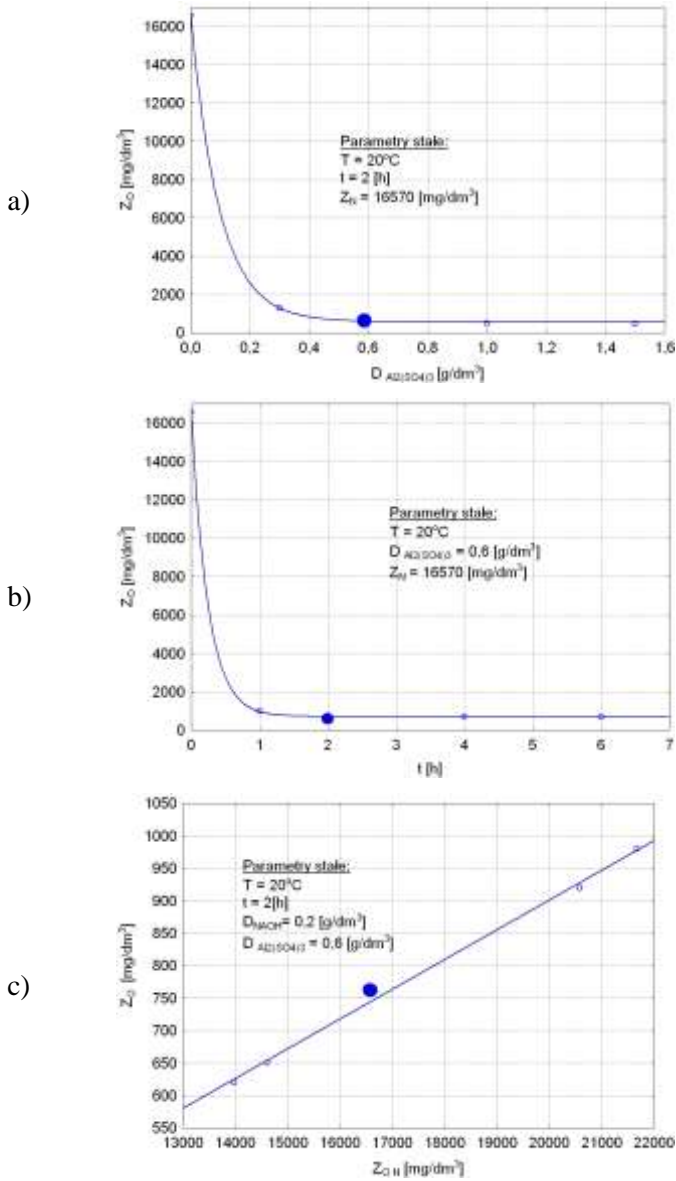 a)
16000
14000
12000
10000
8000
6000
4000
2000
0
Z_O [mg/dm³]
Parametry stałe:
T = 20°C
t = 2 [h]
Z_N = 16570 [mg/dm³]
0,0 0,2 0,4 0,6 0,8 1,0 1,2 1,4 1,6
D Al2(SO4)3 [g/dm³]
b)
16000
14000
12000
10000
8000
6000
4000
2000
0
Z_O [mg/dm³]
Parametry stałe:
T = 20°C
D Al2(SO4)3 = 0,6 [g/dm³]
Z_N = 16570 [mg/dm³]
0 1 2 3 4 5 6 7
t [h]
c)
1050
1000
950
900
850
800
750
700
650
600
550
Z_O [mg/dm³]
Parametry stałe:
T = 20°C
t = 2[h]
D_NAOH = 0,2 [g/dm³]
D Al2(SO4)3 = 0,6 [g/dm³]
13000 14000 15000 16000 17000 18000 19000 20000 21000 22000
Z_O N [mg/dm³]